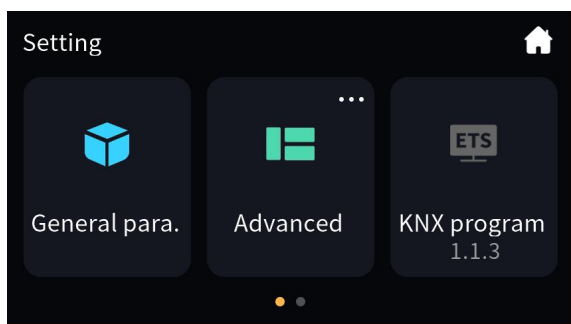 Setting
ETS
General para.
Advanced
KNX program
1.1.3